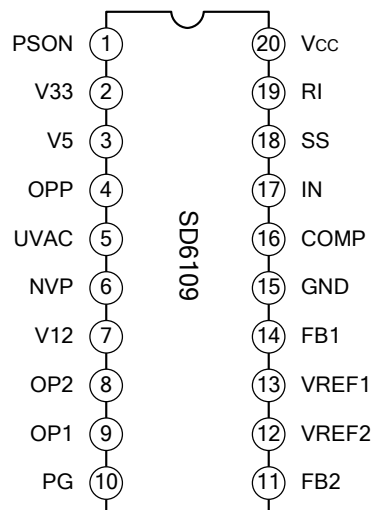 PSON 1 20 VCC
V33 2 19 RI
V5 3 18 SS
OPP 4 17 IN
UVAC 5 16 COMP
NVP 6 15 GND
V12 7 14 FB1
OP2 8 13 VREF1
OP1 9 12 VREF2
PG 10 11 FB2
SD6109